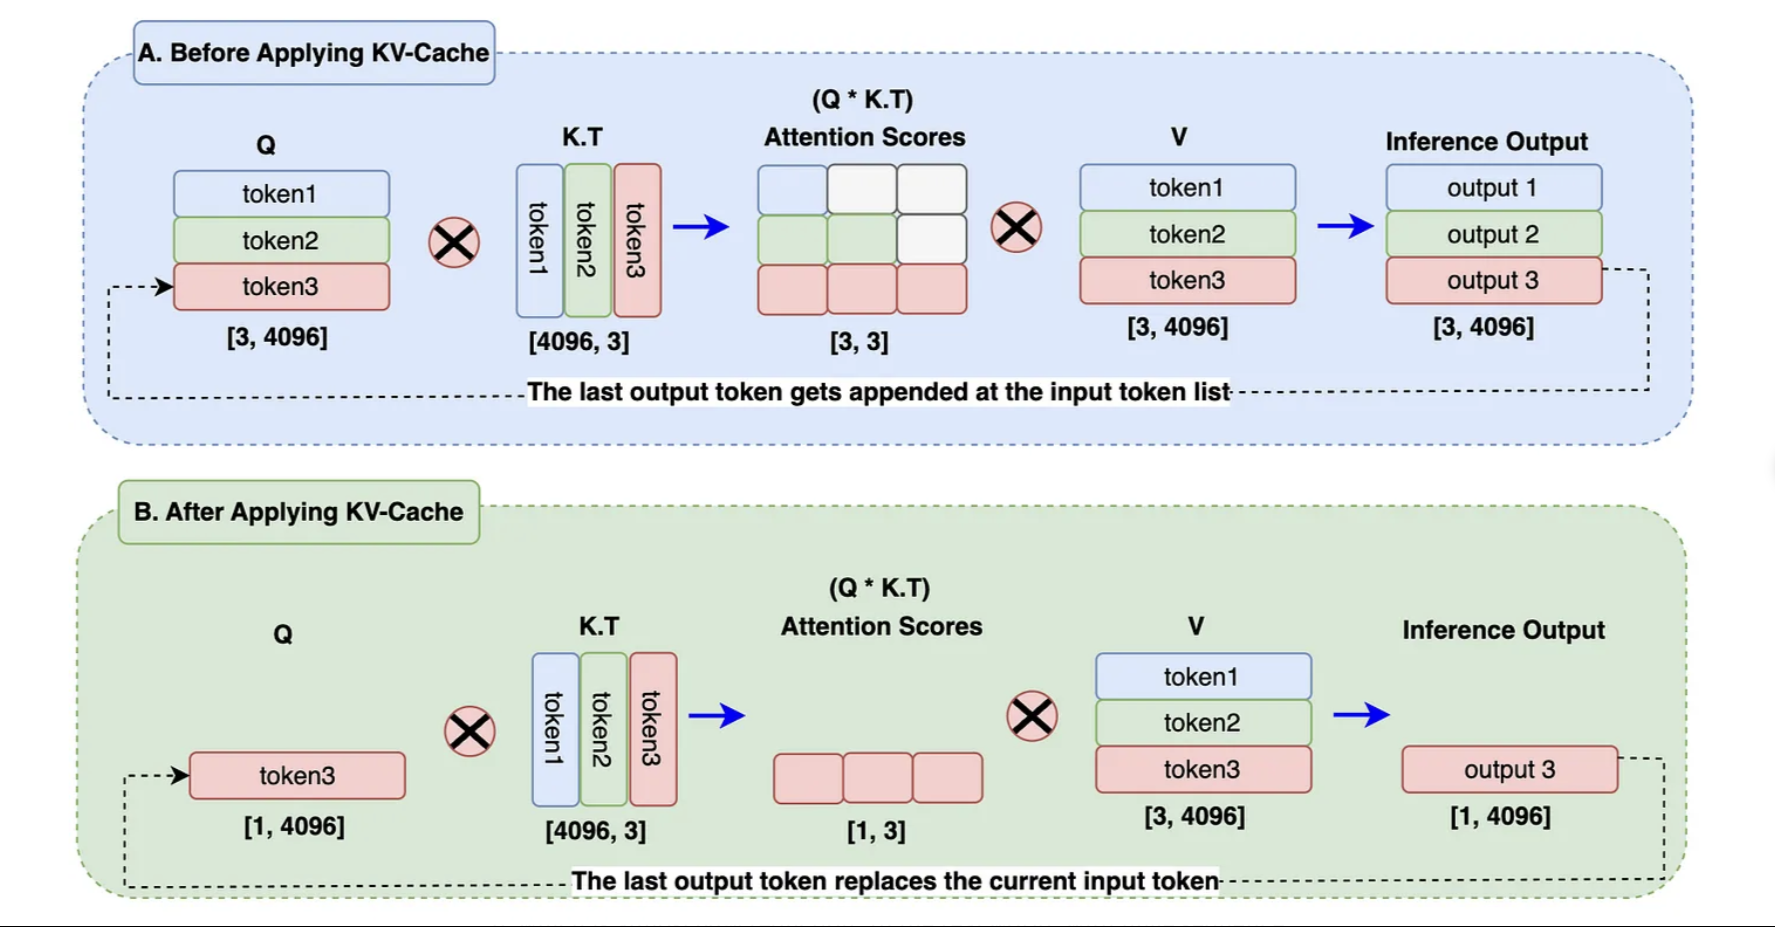 A. Before Applying KV-Cache
(Q * K.T)
Q
K.T
Attention Scores
V
Inference Output
token1
token2
token3
[3, 4096]
token1
token2
token3
[4096, 3]
[3, 3]
token1
token2
token3
[3, 4096]
output 1
output 2
output 3
[3, 4096]
The last output token gets appended at the input token list
B. After Applying KV-Cache
(Q * K.T)
Q
K.T
Attention Scores
V
Inference Output
token3
[1, 4096]
token1
token2
token3
[4096, 3]
[1, 3]
token1
token2
token3
[3, 4096]
output 3
[1, 4096]
The last output token replaces the current input token